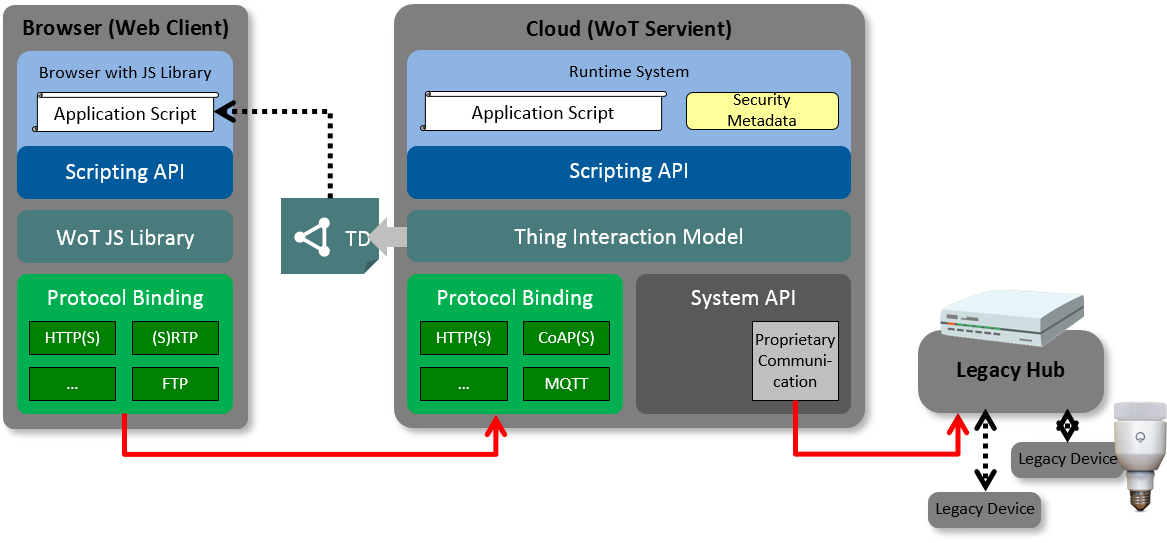 Browser (Web Client)
Browser with JS Library
Application Script
Scripting API
WoT JS Library
Protocol Binding
HTTP(S)
(S)RTP
...
FTP
TD
Cloud (WoT Servient)
Runtime System
Application Script
Security
Metadata
Scripting API
Thing Interaction Model
Protocol Binding
HTTP(S)
CoAP(S)
...
MQTT
System API
Proprietary
Communi-
cation
Legacy Hub
Legacy Device
Legacy Device